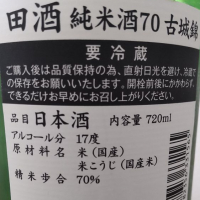 田酒 純米酒70 古城錦
要冷蔵
ご購入後は品質保持の為、直射日光を避け、冷蔵で
の保存をお願いいたします。開栓前後にかかわらず、
できるだけお早めにお召し上がりください。
品目 日本酒 内容量 720ml
アルコール分 17度
原材料名 米(国産)
米こうじ(国産米)
精米歩合 70%